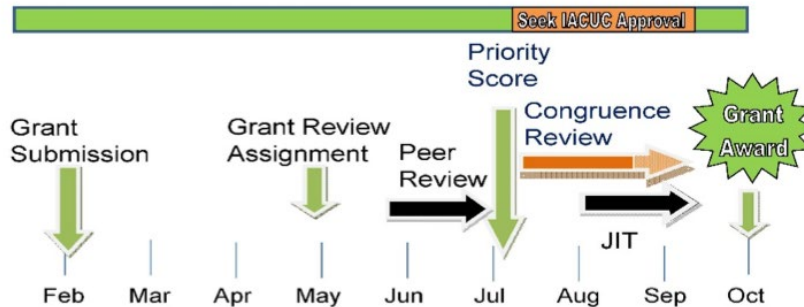 Seek IACUC Approval
Priority
Score
Grant
Submission
Grant Review
Assignment
Peer
Review
Congruence
Review
Grant
Award
JIT
Feb Mar Apr May Jun Jul Aug Sep Oct